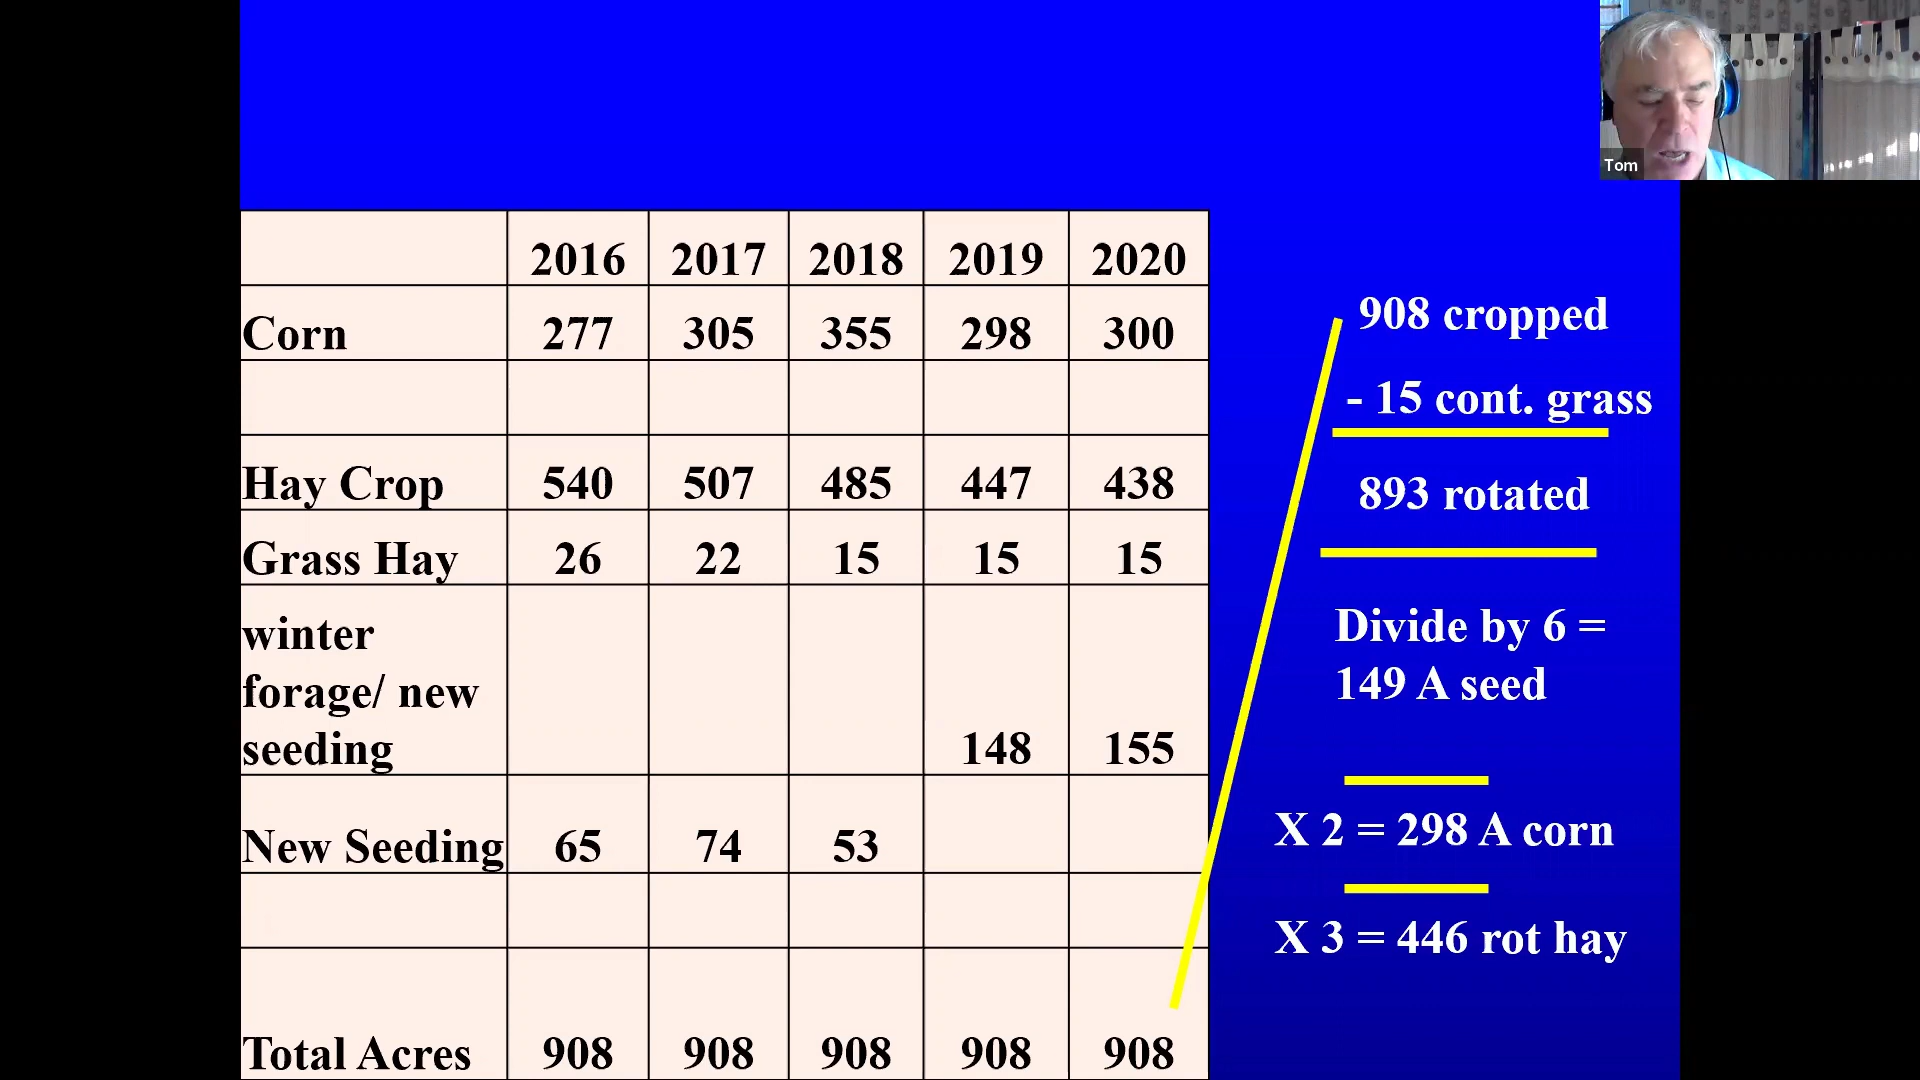 Tom
2016 2017 2018 2019 2020
Corn 277 305 355 298 300
Hay Crop 540 507 485 447 438
Grass Hay 26 22 15 15 15
winter
forage/ new
seeding 148 155
New Seeding 65 74 53
Total Acres 908 908 908 908 908
908 cropped
- 15 cont. grass
893 rotated
Divide by 6 =
149 A seed
X 2 = 298 A corn
X 3 = 446 rot hay